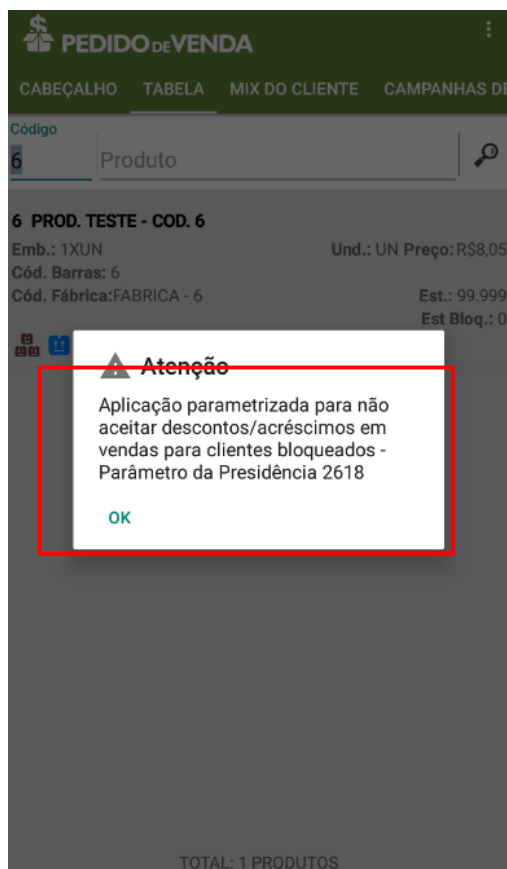 PEDIDO DE VENDA
CABEÇALHO TABELA MIX DO CLIENTE CAMPANHAS DE
Código
6 Produto
6 PROD. TESTE - COD. 6
Emb.: 1XUN Und.: UN Preço: R$8,05
Cód. Barras: 6
Cód. Fábrica:FABRICA - 6 Est.: 99.999
Est Bloq.: 0
Atenção
Aplicação parametrizada para não
aceitar descontos/acréscimos em
vendas para clientes bloqueados -
Parâmetro da Presidência 2618
OK
TOTAL: 1 PRODUTOS